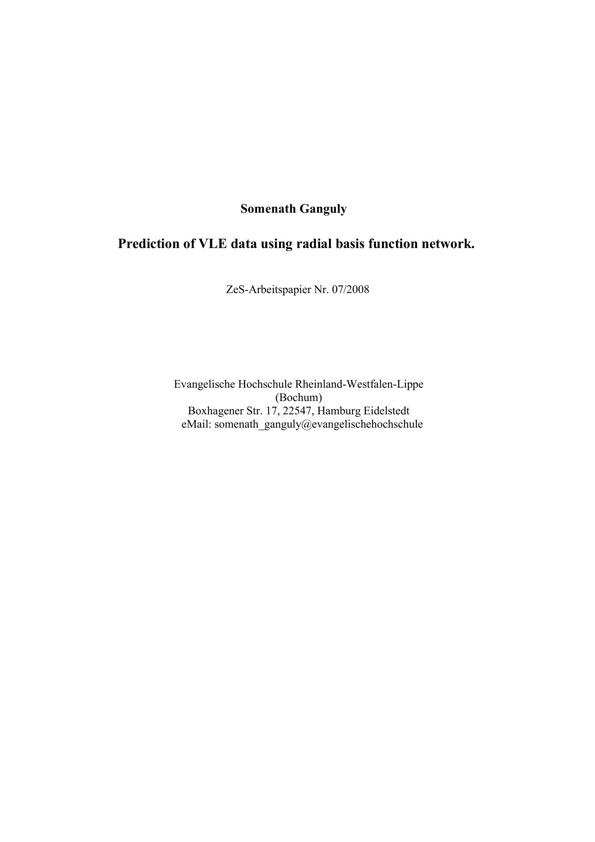 Somenath Ganguly
Prediction of VLE data using radial basis function network.
ZeS-Arbeitspapier Nr. 07/2008
Evangelische Hochschule Rheinland-Westfalen-Lippe
(Bochum)
Boxhagener Str. 17, 22547, Hamburg Eidelstedt
eMail: somenath_ganguly@evangelischehochschule